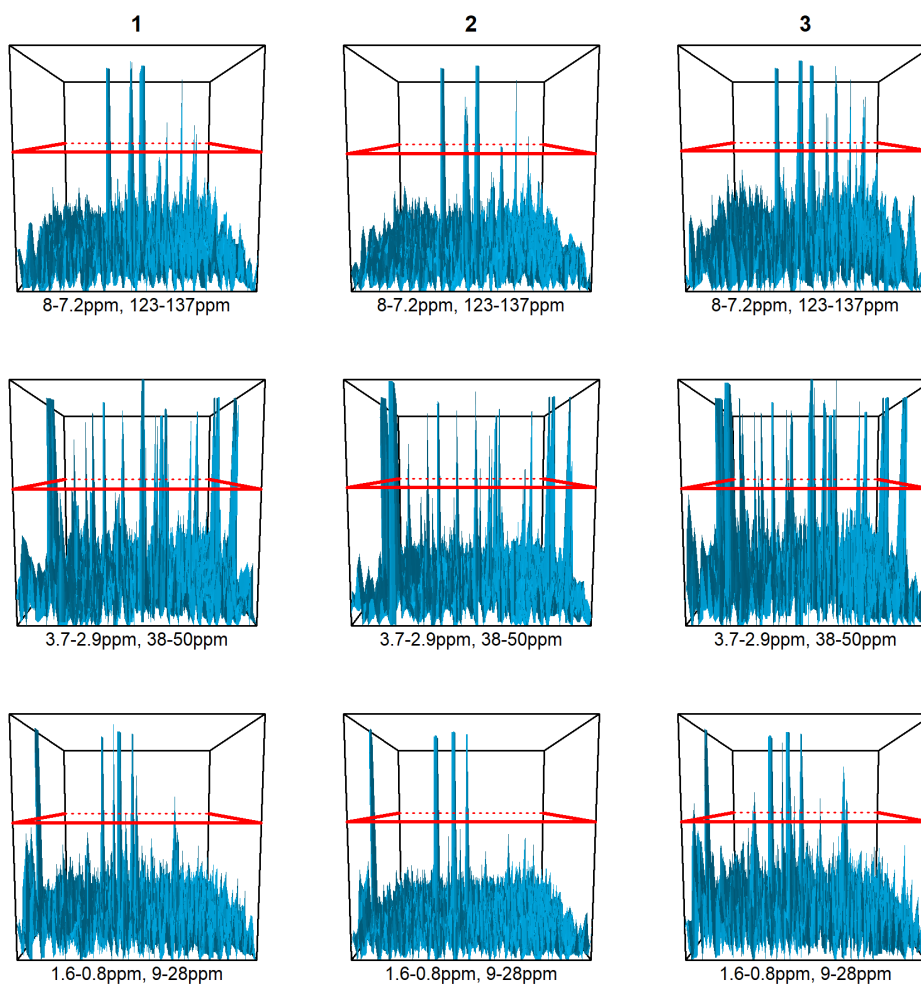 1 2 3
8-7.2ppm, 123-137ppm 8-7.2ppm, 123-137ppm 8-7.2ppm, 123-137ppm
3.7-2.9ppm, 38-50ppm 3.7-2.9ppm, 38-50ppm 3.7-2.9ppm, 38-50ppm
1.6-0.8ppm, 9-28ppm 1.6-0.8ppm, 9-28ppm 1.6-0.8ppm, 9-28ppm